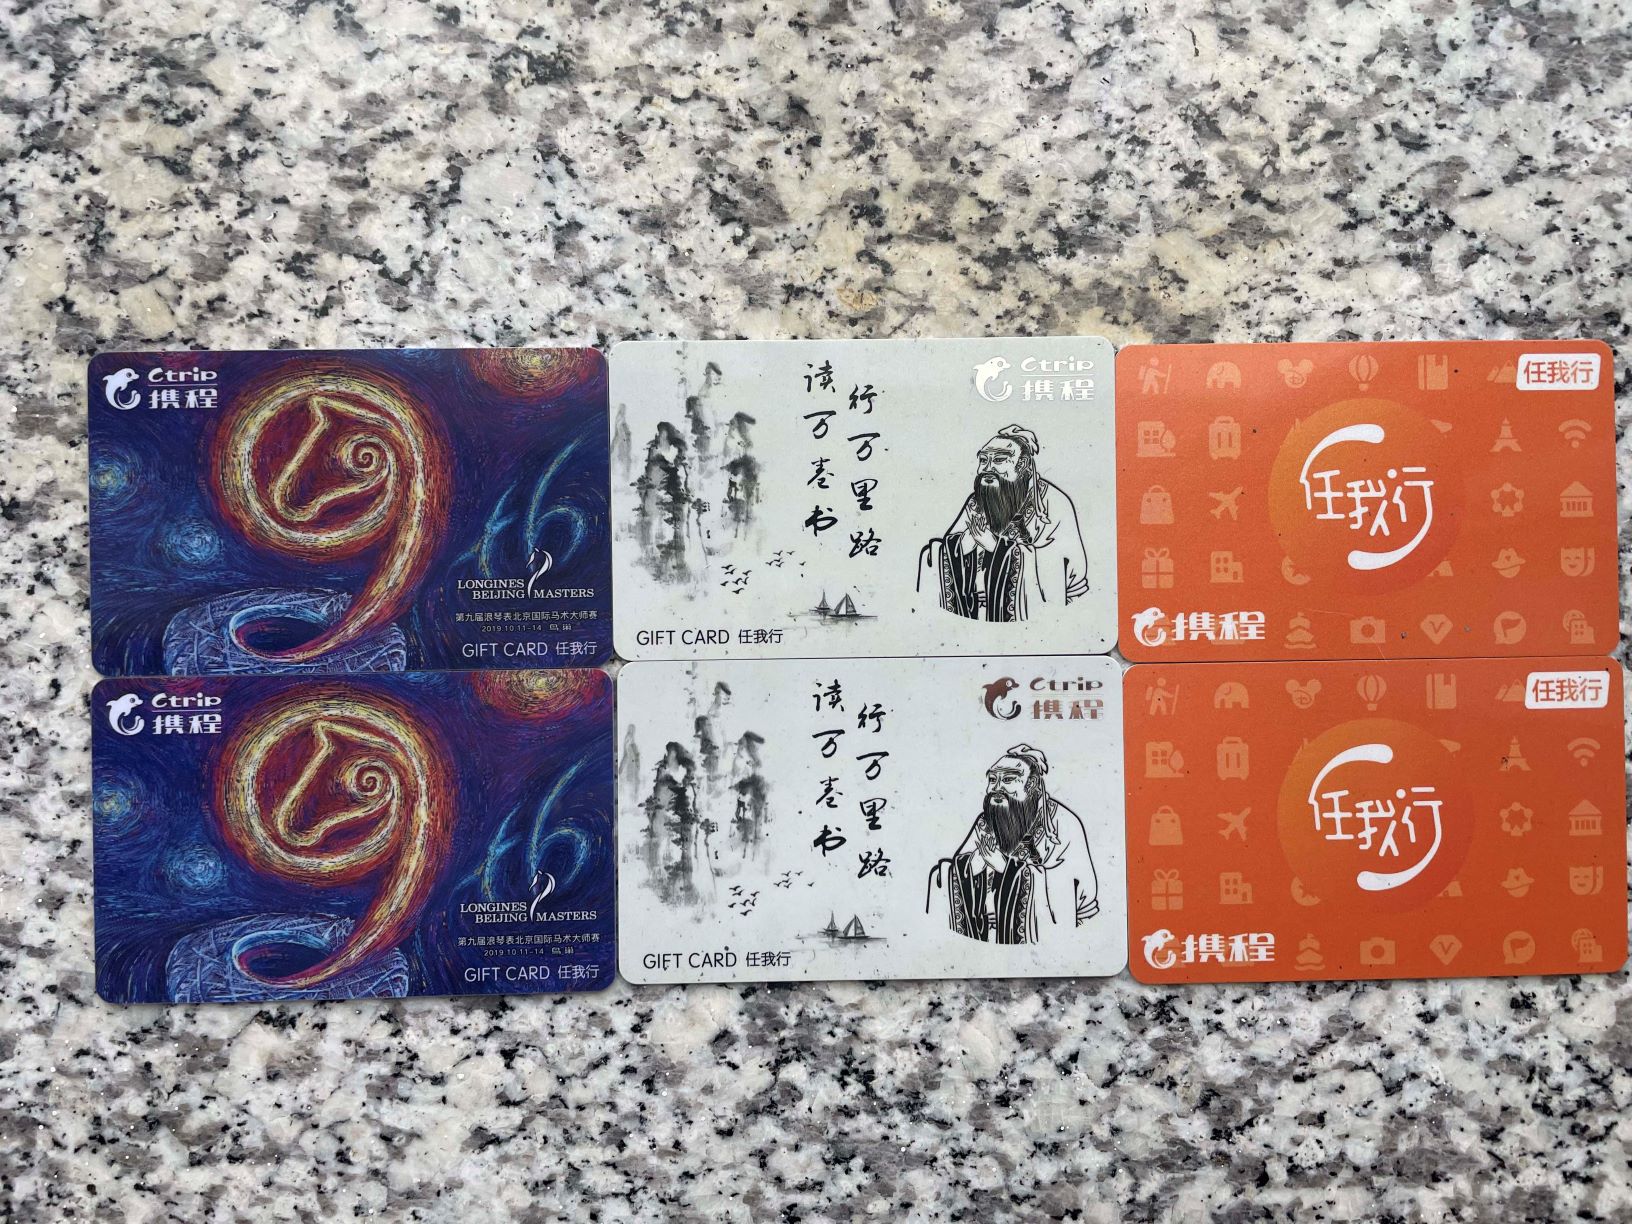 Ctrip
携程
LONGINES
BEIJING MASTERS
第九届浪琴表北京国际马术大师赛
2019.10.11-14 鸟巢
GIFT CARD 任我行
Ctrip
携程
读万卷书
行万里路
GIFT CARD 任我行
任我行
任我行
携程
Ctrip
携程
LONGINES
BEIJING MASTERS
第九届浪琴表北京国际马术大师赛
2019.10.11-14 鸟巢
GIFT CARD 任我行
Ctrip
携程
读万卷书
行万里路
GIFT CARD 任我行
任我行
任我行
携程